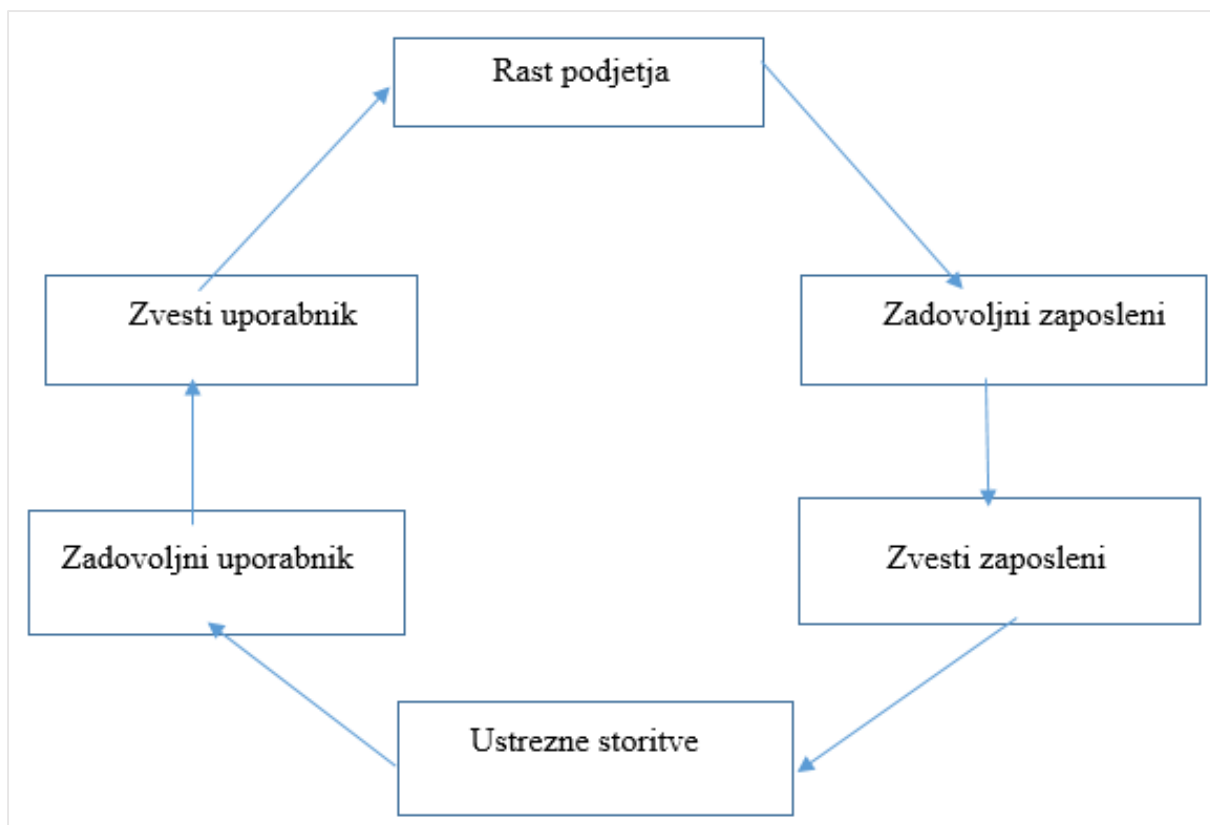 Rast podjetja
Zvesti uporabnik
Zadovoljni zaposleni
Zadovoljni uporabnik
Zvesti zaposleni
Ustrezne storitve